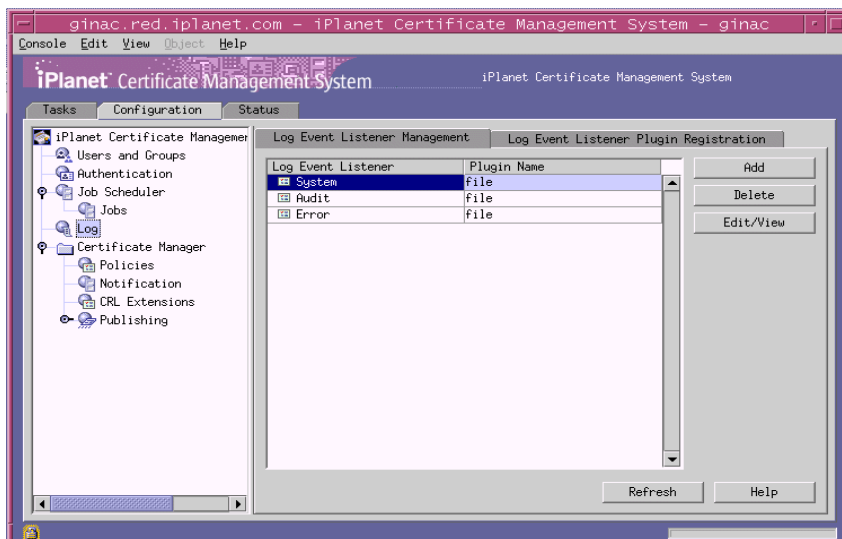 ginac.red.iplanet.com - iPlanet Certificate Management System - ginac
Console Edit View Object Help
iPlanet Certificate Management System
iPlanet Certificate Management System
Tasks Configuration Status
iPlanet Certificate Managemer
Users and Groups
Authentication
Job Scheduler
Jobs
Log
Certificate Manager
Policies
Notification
CRL Extensions
Publishing
Log Event Listener Management Log Event Listener Plugin Registration
Log Event Listener Plugin Name
System file
Audit file
Error file
Add
Delete
Edit/View
Refresh Help